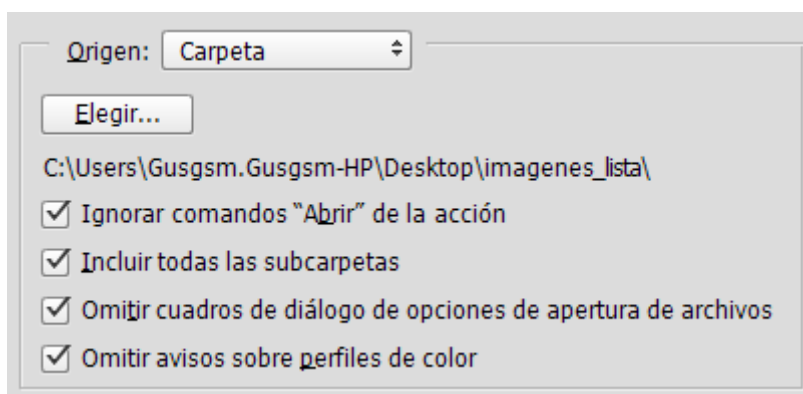 Origen: Carpeta
Elegir...
C:\Users\Gusgsm.Gusgsm-HP\Desktop\imagenes_lista\
Ignorar comandos “Abrir” de la acción
Incluir todas las subcarpetas
Omitir cuadros de diálogo de opciones de apertura de archivos
Omitir avisos sobre perfiles de color